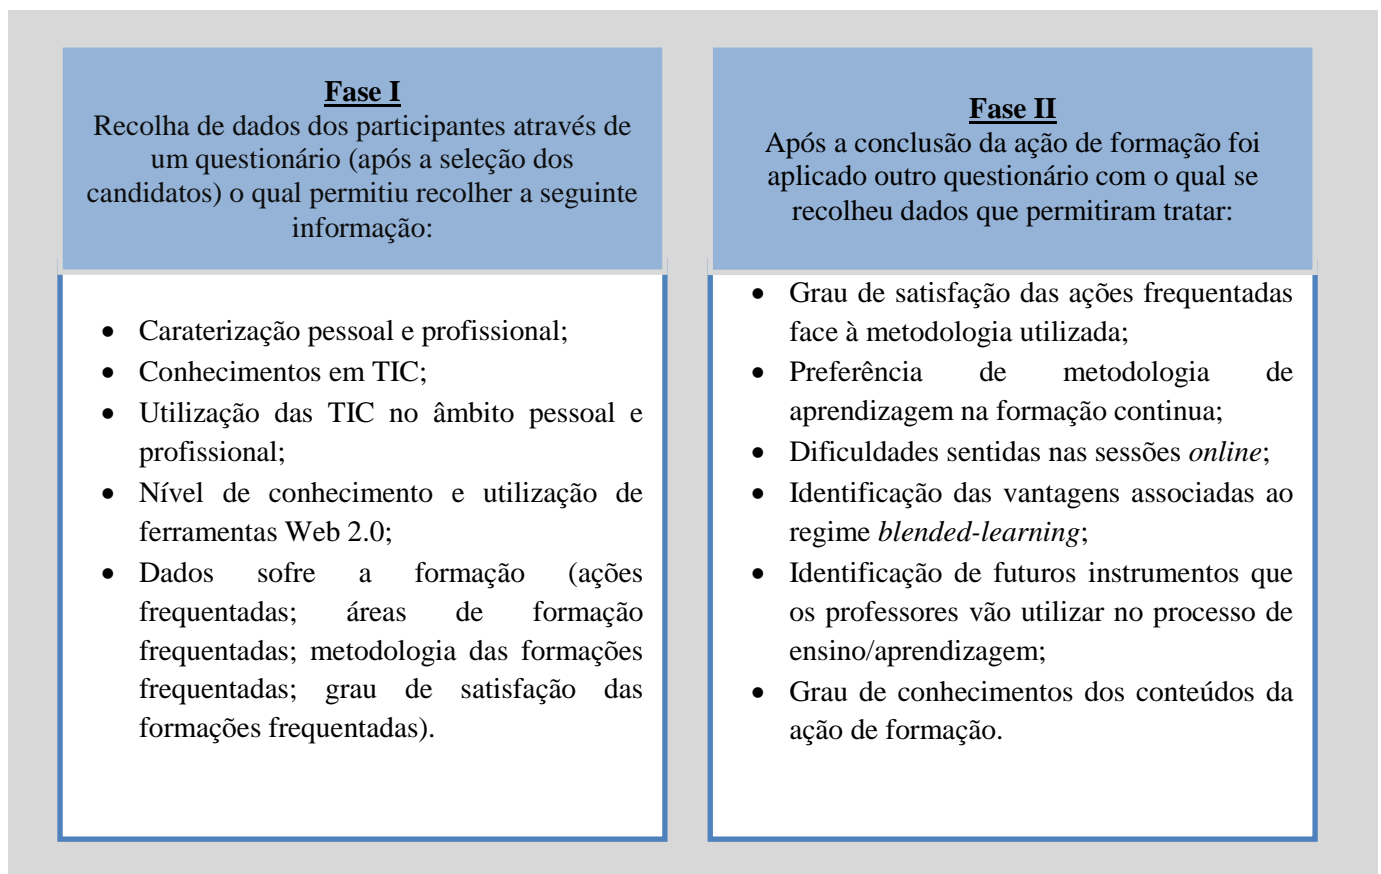 Fase I
Recolha de dados dos participantes através de
um questionário (após a seleção dos
candidatos) o qual permitiu recolher a seguinte
informação:
• Caraterização pessoal e profissional;
• Conhecimentos em TIC;
• Utilização das TIC no âmbito pessoal e
profissional;
• Nível de conhecimento e utilização de
ferramentas Web 2.0;
• Dados sofre a formação (ações
frequentadas; áreas de formação
frequentadas; metodologia das formações
frequentadas; grau de satisfação das
formações frequentadas).
Fase II
Após a conclusão da ação de formação foi
aplicado outro questionário com o qual se
recolheu dados que permitiram tratar:
• Grau de satisfação das ações frequentadas
face à metodologia utilizada;
• Preferência de metodologia de
aprendizagem na formação continua;
• Dificuldades sentidas nas sessões online;
• Identificação das vantagens associadas ao
regime blended-learning;
• Identificação de futuros instrumentos que
os professores vão utilizar no processo de
ensino/aprendizagem;
• Grau de conhecimentos dos conteúdos da
ação de formação.